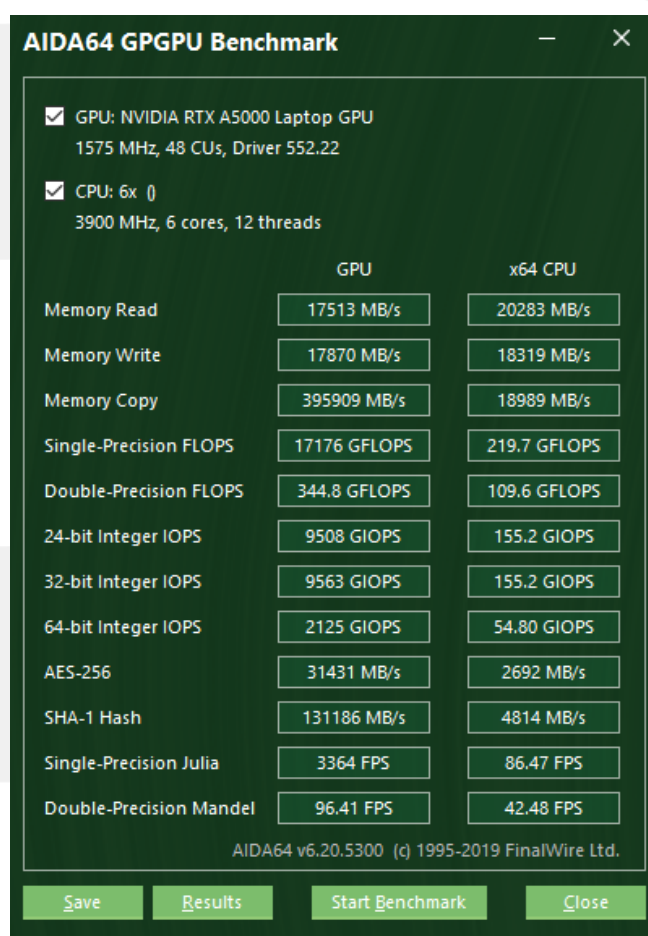 AIDA64 GPGPU Benchmark
GPU: NVIDIA RTX A5000 Laptop GPU
1575 MHz, 48 CUs, Driver 552.22
CPU: 6x ()
3900 MHz, 6 cores, 12 threads
GPU x64 CPU
Memory Read 17513 MB/s 20283 MB/s
Memory Write 17870 MB/s 18319 MB/s
Memory Copy 395909 MB/s 18989 MB/s
Single-Precision FLOPS 17176 GFLOPS 219.7 GFLOPS
Double-Precision FLOPS 344.8 GFLOPS 109.6 GFLOPS
24-bit Integer IOPS 9508 GIOPS 155.2 GIOPS
32-bit Integer IOPS 9563 GIOPS 155.2 GIOPS
64-bit Integer IOPS 2125 GIOPS 54.80 GIOPS
AES-256 31431 MB/s 2692 MB/s
SHA-1 Hash 131186 MB/s 4814 MB/s
Single-Precision Julia 3364 FPS 86.47 FPS
Double-Precision Mandel 96.41 FPS 42.48 FPS
AIDA64 v6.20.5300 (c) 1995-2019 FinalWire Ltd.
Save Results Start Benchmark Close